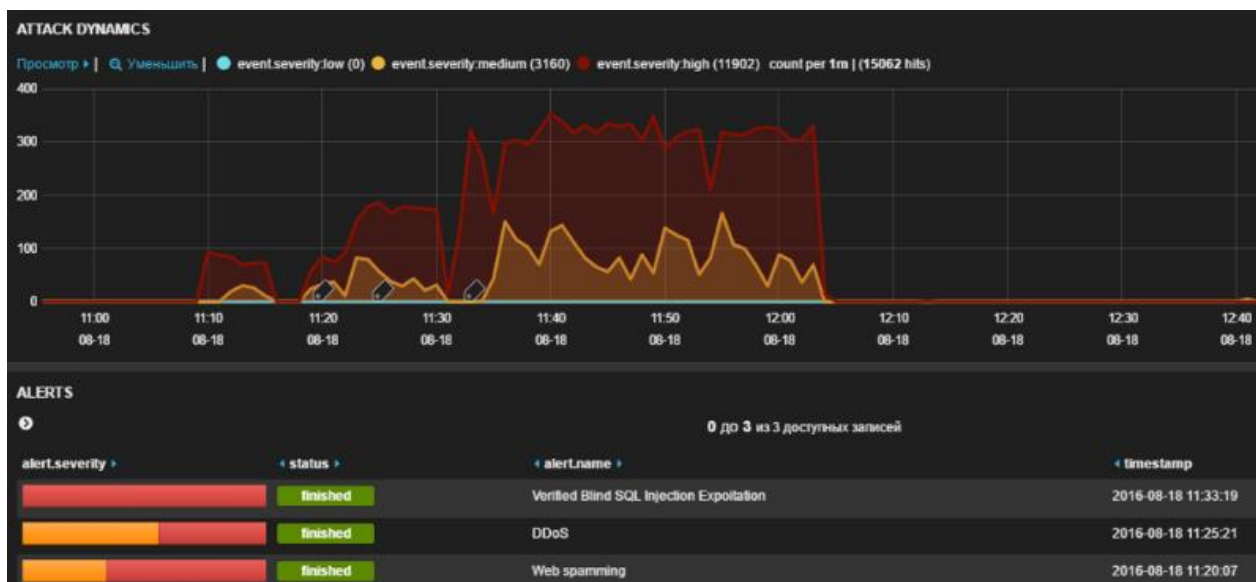 ATTACK DYNAMICS
Просмотр | Уменьшить | event.severity:low (0) event.severity:medium (3160) event.severity:high (11902) count per 1m | (15062 hits)
400
300
200
100
0
11:00 11:10 11:20 11:30 11:40 11:50 12:00 12:10 12:20 12:30 12:40
08-18 08-18 08-18 08-18 08-18 08-18 08-18 08-18 08-18 08-18 08-18
ALERTS
0 до 3 из 3 доступных записей
alert.severity status alert.name timestamp
finished Verified Blind SQL Injection Expoitation 2016-08-18 11:33:19
finished DDoS 2016-08-18 11:25:21
finished Web spamming 2016-08-18 11:20:07